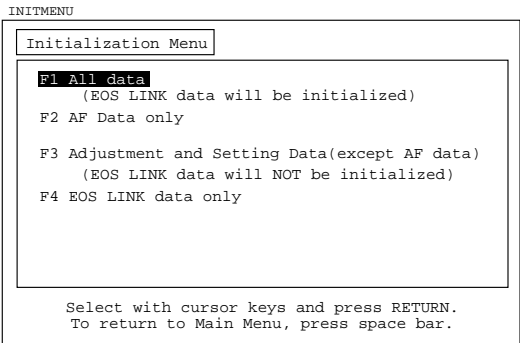 INITMENU
Initialization Menu
F1 All data
(EOS LINK data will be initialized)
F2 AF Data only
F3 Adjustment and Setting Data(except AF data)
(EOS LINK data will NOT be initialized)
F4 EOS LINK data only
Select with cursor keys and press RETURN.
To return to Main Menu, press space bar.